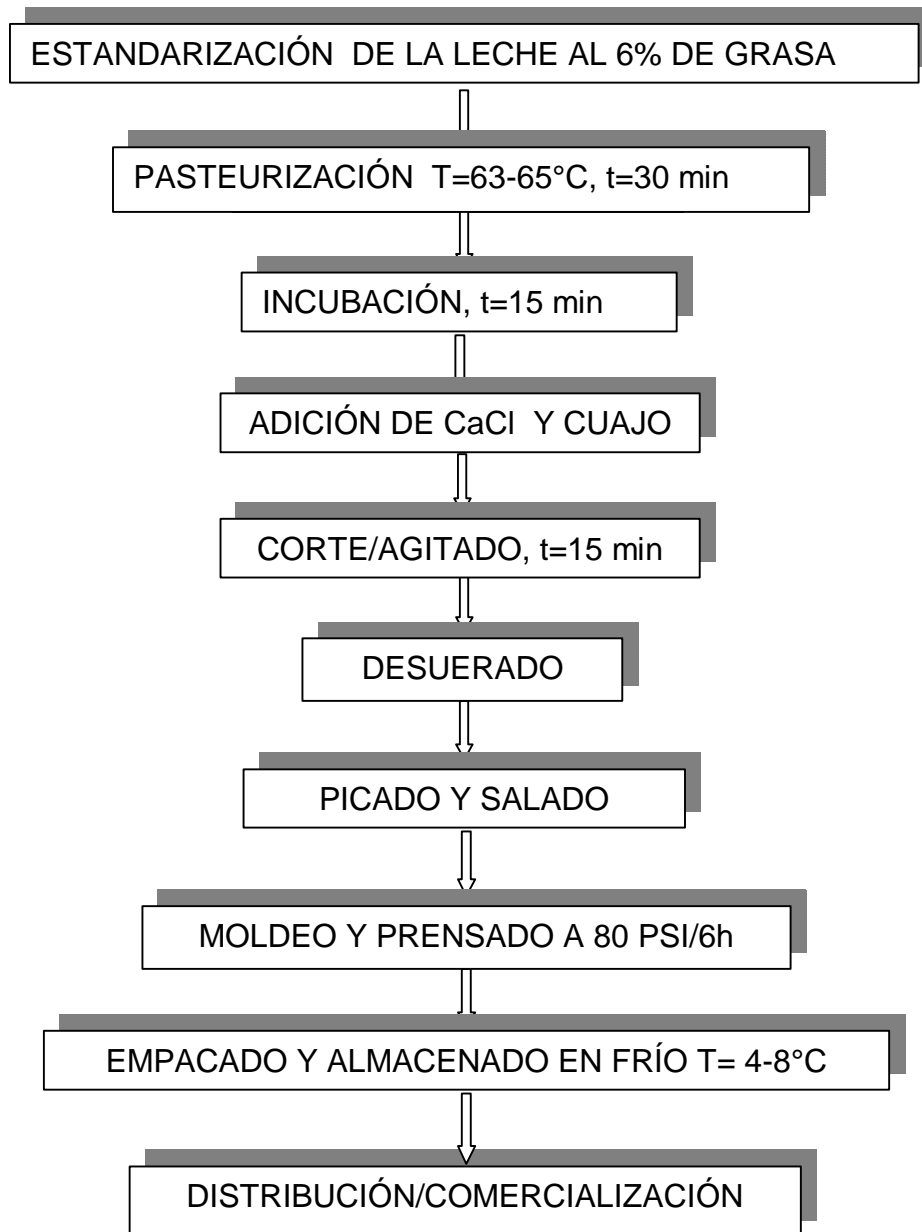 ESTANDARIZACIÓN DE LA LECHE AL 6% DE GRASA
PASTEURIZACIÓN T=63-65°C, t=30 min
INCUBACIÓN, t=15 min
ADICIÓN DE CaCl Y CUAJO
CORTE/AGITADO, t=15 min
DESUERADO
PICADO Y SALADO
MOLDEO Y PRENSADO A 80 PSI/6h
EMPACADO Y ALMACENADO EN FRÍO T= 4-8°C
DISTRIBUCIÓN/COMERCIALIZACIÓN